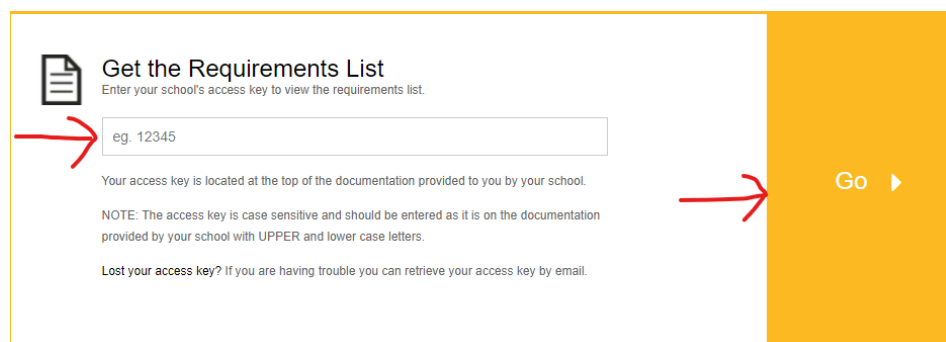 Get the Requirements List
Enter your school's access key to view the requirements list.
eg. 12345
Your access key is located at the top of the documentation provided to you by your school.
NOTE: The access key is case sensitive and should be entered as it is on the documentation
provided by your school with UPPER and lower case letters.
Lost your access key? If you are having trouble you can retrieve your access key by email.
Go